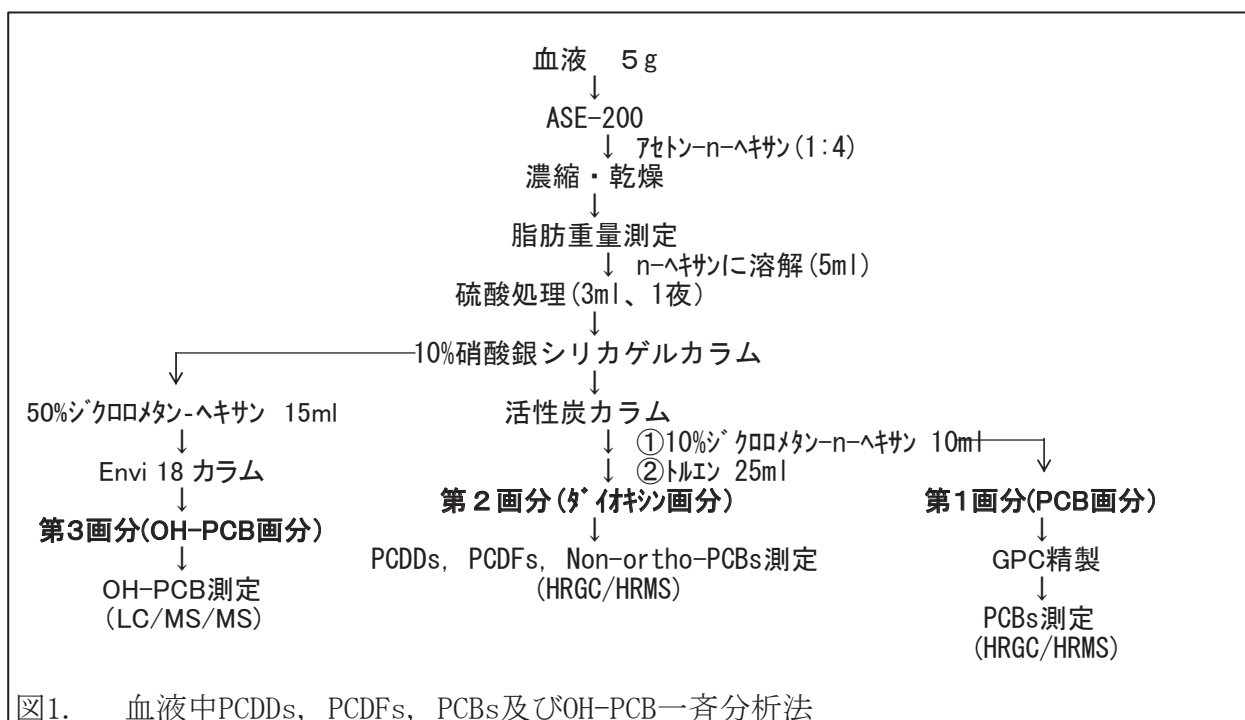 血液　５g
↓
ASE-200
↓ ｱｾﾄﾝ-n-ﾍｷｻﾝ(1:4)
濃縮・乾燥
↓
脂肪重量測定
↓ n-ﾍｷｻﾝに溶解(5ml)
硫酸処理(3ml、1夜)
↓
10%硝酸銀シリカゲルカラム
↓
50%ｼﾞｸﾛﾛﾒﾀﾝ-ﾍｷｻﾝ 15ml
↓
Envi 18 カラム
↓
第3画分(OH-PCB画分)
↓
OH-PCB測定
(LC/MS/MS)
活性炭カラム
↓ ①10%ｼﾞｸﾛﾛﾒﾀﾝ-n-ﾍｷｻﾝ 10ml
↓ ②ﾄﾙｴﾝ 25ml
第２画分(ﾀﾞｲｵｷｼﾝ画分)
↓
PCDDs, PCDFs, Non-ortho-PCBs測定
(HRGC/HRMS)
第1画分(PCB画分)
↓
GPC精製
↓
PCBs測定
(HRGC/HRMS)
図1.　血液中PCDDs, PCDFs, PCBs及びOH-PCB一斉分析法